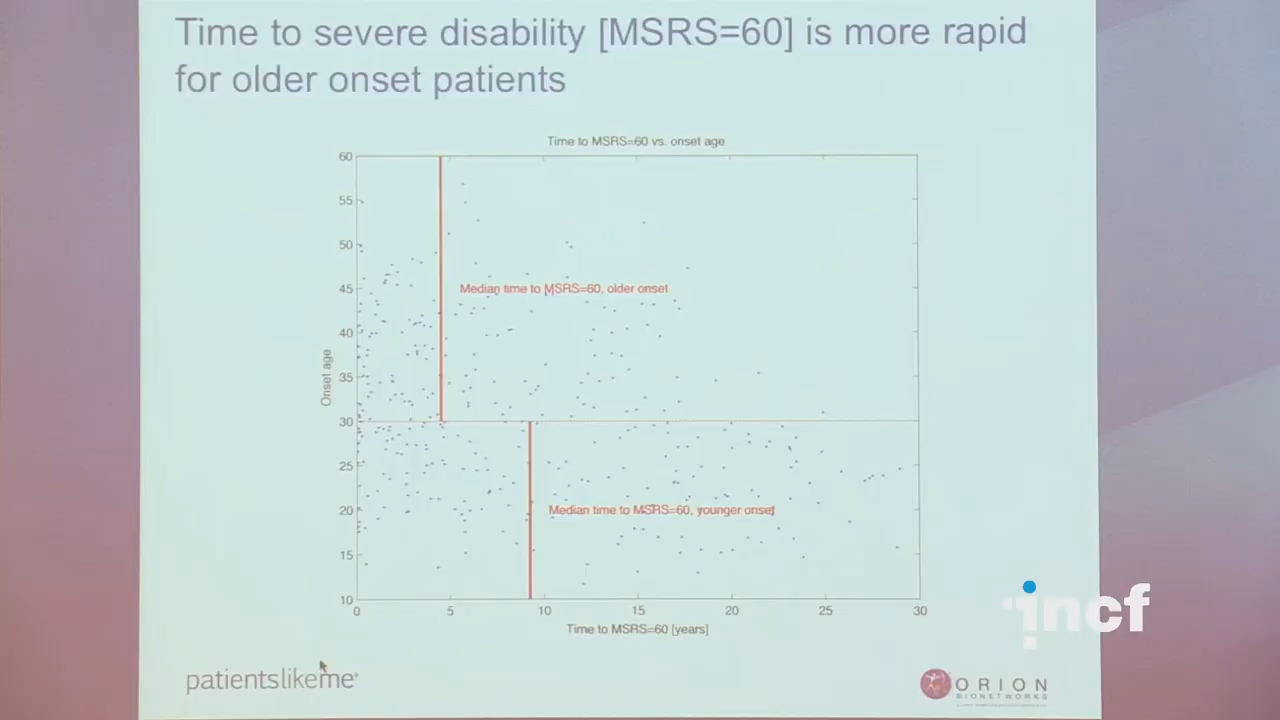 Time to severe disability [MSRS=60] is more rapid
for older onset patients
Time to MSRS=60 vs. onset age
60
55
50
45
40
35
30
25
20
15
10
Onset age
Median time to MSRS=60, older onset
Median time to MSRS=60, younger onset
0 5 10 15 20 25 30
Time to MSRS=60 [years]
incf
patientslikeme
ORION
BIONETWORKS